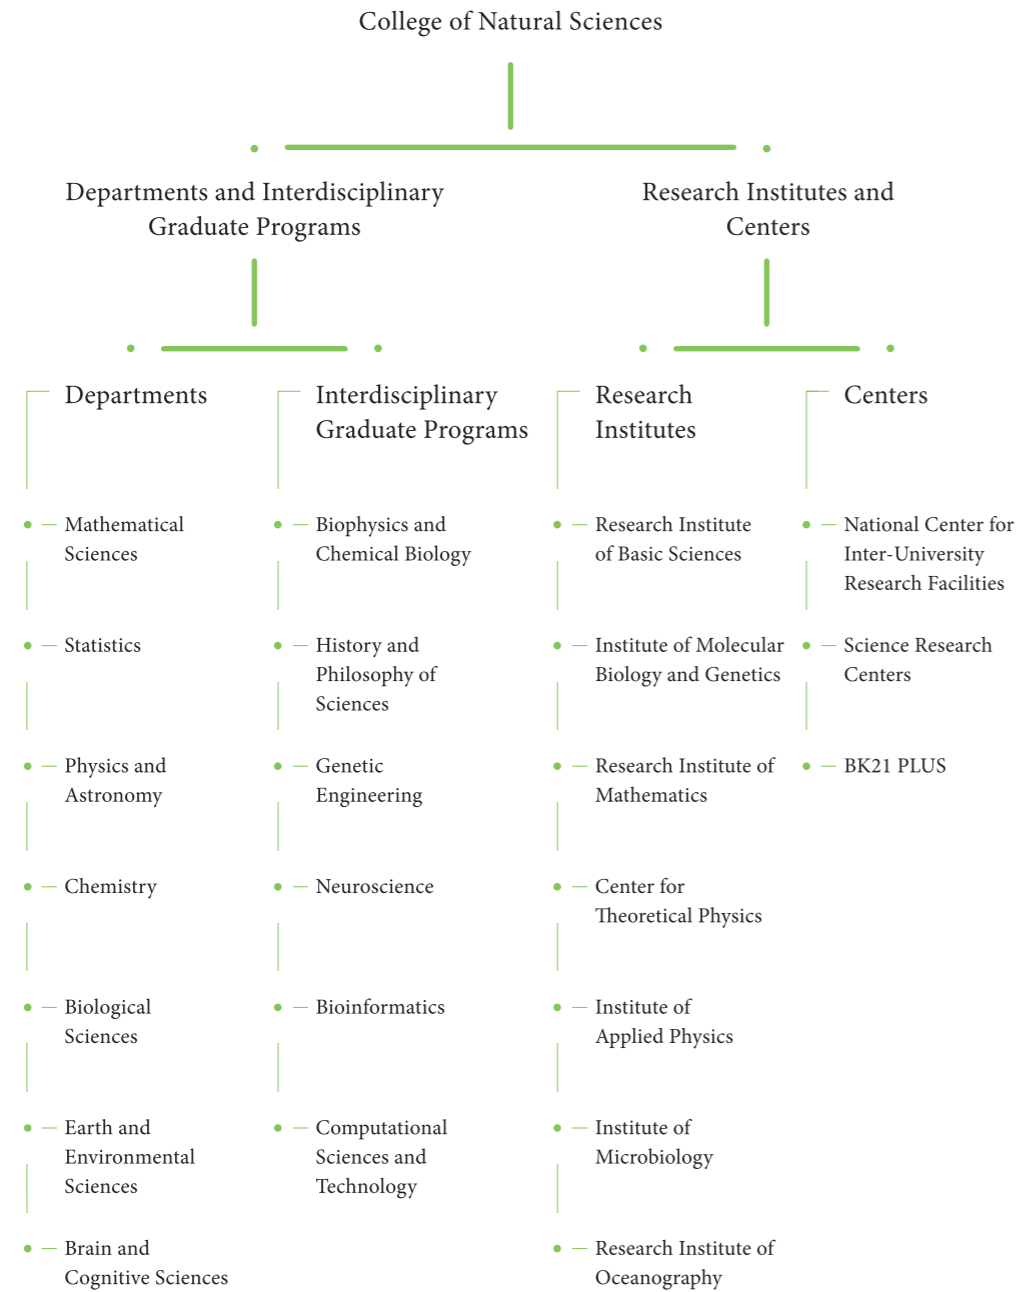 College of Natural Sciences
Departments and Interdisciplinary
Graduate Programs
Research Institutes and
Centers
Departments
Mathematical
Sciences
Statistics
Physics and
Astronomy
Chemistry
Biological
Sciences
Earth and
Environmental
Sciences
Brain and
Cognitive Sciences
Interdisciplinary
Graduate Programs
Biophysics and
Chemical Biology
History and
Philosophy of
Sciences
Genetic
Engineering
Neuroscience
Bioinformatics
Computational
Sciences and
Technology
Research
Institutes
Research Institute
of Basic Sciences
Institute of Molecular
Biology and Genetics
Research Institute of
Mathematics
Center for
Theoretical Physics
Institute of
Applied Physics
Institute of
Microbiology
Research Institute of
Oceanography
Centers
National Center for
Inter-University
Research Facilities
Science Research
Centers
BK21 PLUS